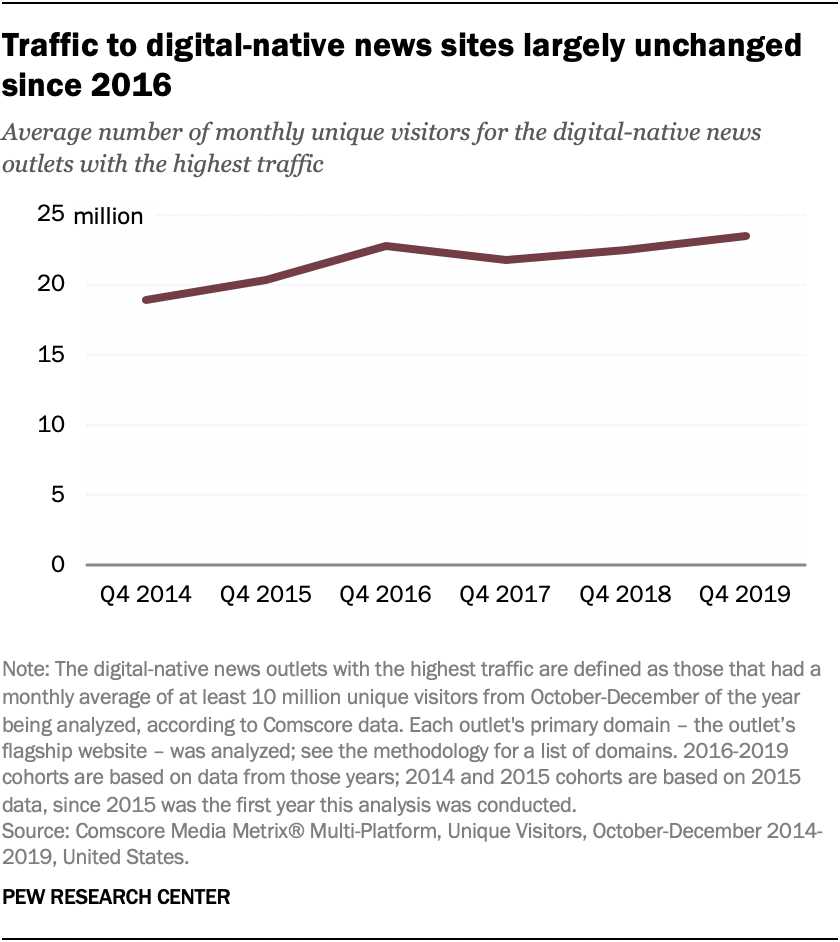 Traffic to digital-native news sites largely unchanged
since 2016
Average number of monthly unique visitors for the digital-native news
outlets with the highest traffic
25 million
20
15
10
5
0
Q4 2014 Q4 2015 Q4 2016 Q4 2017 Q4 2018 Q4 2019
Note: The digital-native news outlets with the highest traffic are defined as those that had a
monthly average of at least 10 million unique visitors from October-December of the year
being analyzed, according to Comscore data. Each outlet's primary domain – the outlet’s
flagship website – was analyzed; see the methodology for a list of domains. 2016-2019
cohorts are based on data from those years; 2014 and 2015 cohorts are based on 2015
data, since 2015 was the first year this analysis was conducted.
Source: Comscore Media Metrix® Multi-Platform, Unique Visitors, October-December 2014-
2019, United States.
PEW RESEARCH CENTER